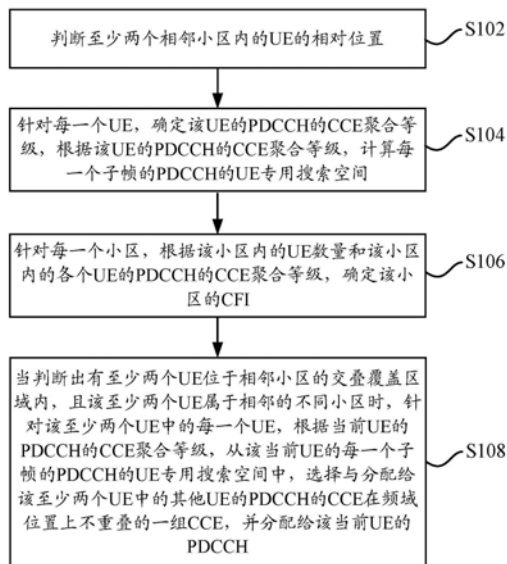 判断至少两个相邻小区内的UE的相对位置
S102
针对每一个UE，确定该UE的PDCCH的CCE聚合等
级，根据该UE的PDCCH的CCE聚合等级，计算每
一个子帧的PDCCH的UE专用搜索空间
S104
针对每一个小区，根据该小区内的UE数量和该小区
内的各个UE的PDCCH的CCE聚合等级，确定该小
区的CFI
S106
当判断出有至少两个UE位于相邻小区的交叠覆盖区
域内，且该至少两个UE属于相邻的不同小区时，针
对该至少两个UE中的每一个UE，根据当前UE的
PDCCH的CCE聚合等级，从该当前UE的每一个子
帧的PDCCH的UE专用搜索空间中，选择与分配给
该至少两个UE中的其他UE的PDCCH的CCE在频域
位置上不重叠的一组CCE，并分配给该当前UE的
PDCCH
S108